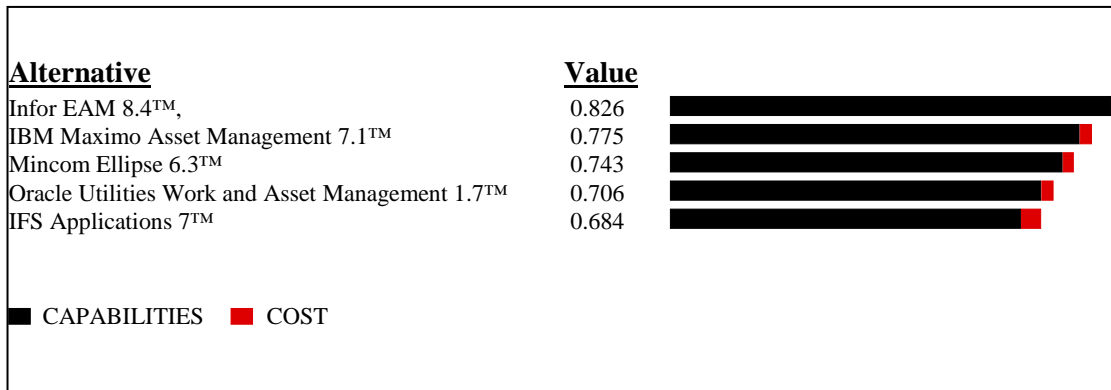 Alternative Value
Infor EAM 8.4™, 0.826
IBM Maximo Asset Management 7.1™ 0.775
Mincom Ellipse 6.3™ 0.743
Oracle Utilities Work and Asset Management 1.7™ 0.706
IFS Applications 7™ 0.684
CAPABILITIES COST